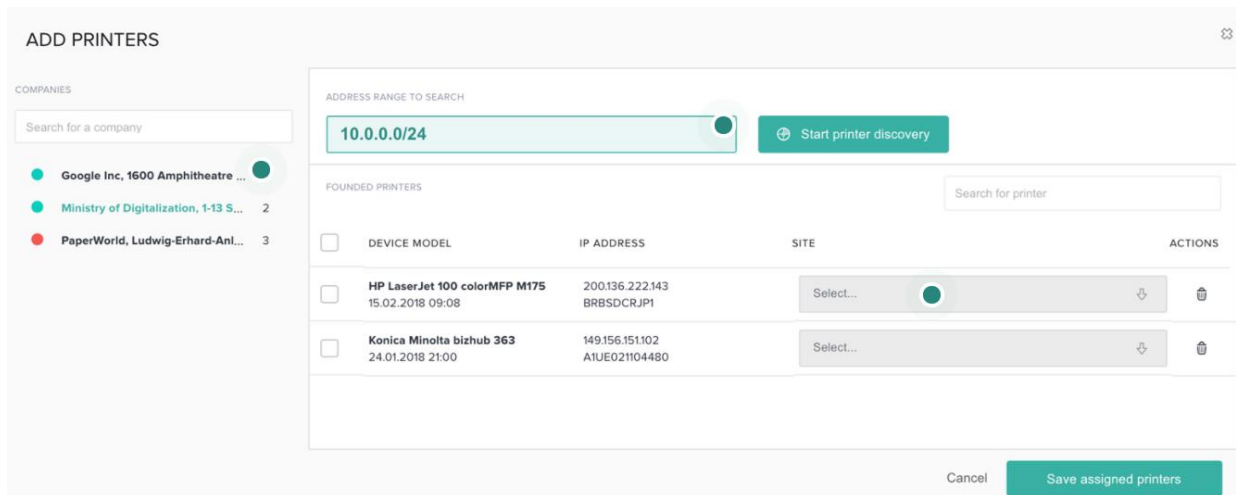 ADD PRINTERS
COMPANIES
Search for a company
Google Inc, 1600 Amphitheatre ...
Ministry of Digitalization, 1-13 S... 2
PaperWorld, Ludwig-Erhard-Anl... 3
ADDRESS RANGE TO SEARCH
10.0.0.0/24
Start printer discovery
FOUNDED PRINTERS
Search for printer
DEVICE MODEL IP ADDRESS SITE ACTIONS
HP LaserJet 100 colorMFP M175 200.136.222.143 Select...
15.02.2018 09:08 BRBSDCRJP1
Konica Minolta bizhub 363 149.156.151.102 Select...
24.01.2018 21:00 A1UE021104480
Cancel Save assigned printers